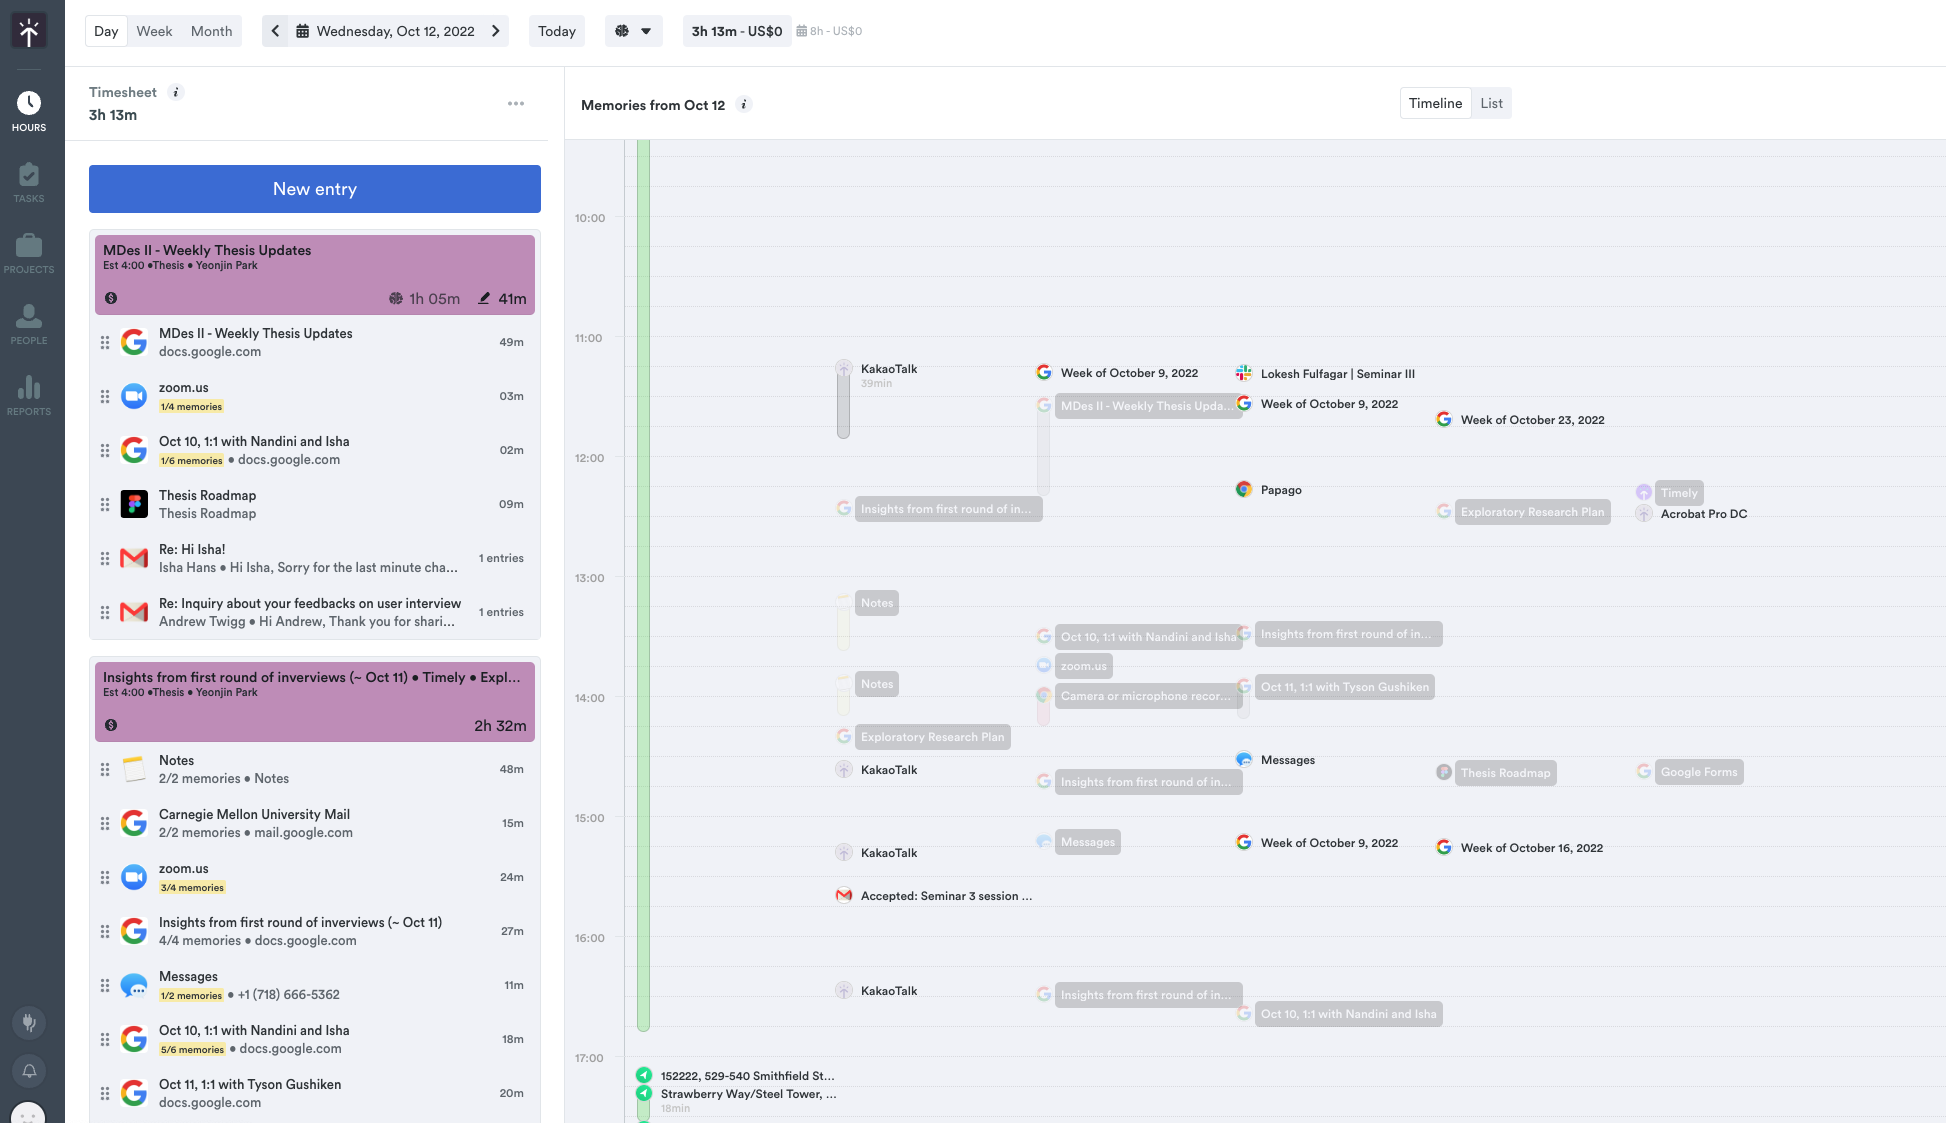 Day Week Month Wednesday, Oct 12, 2022 Today 3h 13m - US$0 8h - US$0
HOURS
TASKS
PROJECTS
PEOPLE
REPORTS
Timesheet i
3h 13m
New entry
MDes II - Weekly Thesis Updates
Est 4:00 •Thesis • Yeonjin Park
1h 05m 41m
MDes II - Weekly Thesis Updates
docs.google.com
49m
zoom.us
1/4 memories
03m
Oct 10, 1:1 with Nandini and Isha
1/6 memories • docs.google.com
02m
Thesis Roadmap
Thesis Roadmap
09m
Re: Hi Isha!
Isha Hans • Hi Isha, Sorry for the last minute cha...
1 entries
Re: Inquiry about your feedbacks on user interview
Andrew Twigg • Hi Andrew, Thank you for shari...
1 entries
Insights from first round of inverviews (~ Oct 11) • Timely • Expl...
Est 4:00 •Thesis • Yeonjin Park
2h 32m
Notes
2/2 memories • Notes
48m
Carnegie Mellon University Mail
2/2 memories • mail.google.com
15m
zoom.us
3/4 memories
24m
Insights from first round of inverviews (~ Oct 11)
4/4 memories • docs.google.com
27m
Messages
1/2 memories • +1 (718) 666-5362
11m
Oct 10, 1:1 with Nandini and Isha
5/6 memories • docs.google.com
18m
Oct 11, 1:1 with Tyson Gushiken
docs.google.com
20m
Memories from Oct 12 i
Timeline List
10:00
11:00
KakaoTalk
39min
Week of October 9, 2022
Lokesh Fulfagar | Seminar III
MDes II - Weekly Thesis Upda...
Week of October 9, 2022
Week of October 23, 2022
12:00
Papago
Timely
Insights from first round of in...
Exploratory Research Plan
Acrobat Pro DC
13:00
Notes
Oct 10, 1:1 with Nandini and Isha
Insights from first round of in...
zoom.us
Notes
Oct 11, 1:1 with Tyson Gushiken
14:00
Camera or microphone recor...
Exploratory Research Plan
Messages
KakaoTalk
Thesis Roadmap
Google Forms
Insights from first round of in...
15:00
Messages
Week of October 9, 2022
Week of October 16, 2022
KakaoTalk
Accepted: Seminar 3 session ...
16:00
KakaoTalk
Insights from first round of in...
Oct 10, 1:1 with Nandini and Isha
17:00
152222, 529-540 Smithfield St...
Strawberry Way/Steel Tower, ...
18min